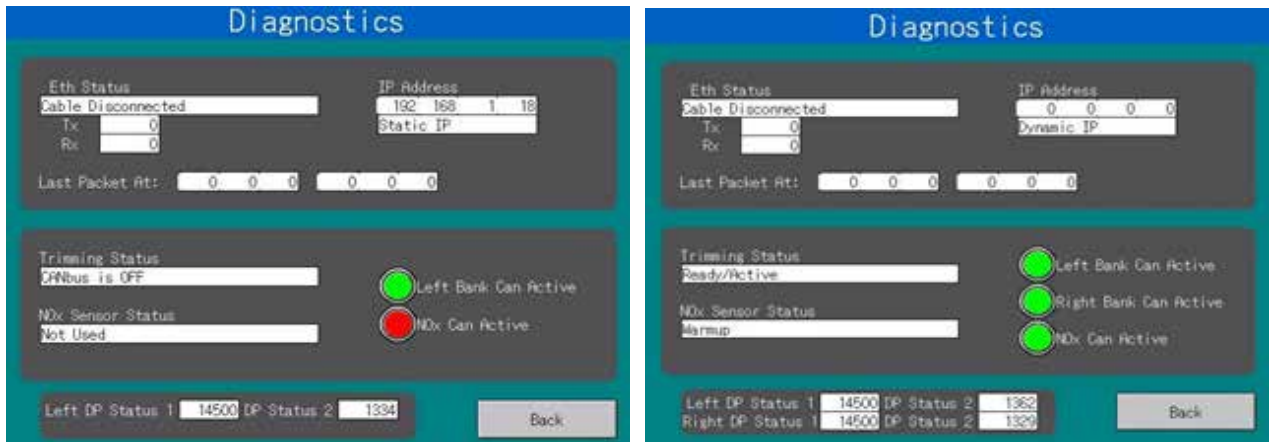 Diagnostics
Eth Status
IP Address
Cable Disconnected
192 168 1 18
Tx 0
Static IP
Rx 0
Last Packet At: 0 0 0 0 0 0
Trimming Status
CANbus is OFF
Left Bank Can Active
NOx Sensor Status
NOx Can Active
Not Used
Left DP Status 1 14500 DP Status 2 1334
Back
Diagnostics
Eth Status
IP Address
Cable Disconnected
0 0 0 0
Tx 0
Dynamic IP
Rx 0
Last Packet At: 0 0 0 0 0 0
Trimming Status
Left Bank Can Active
Ready/Active
Right Bank Can Active
NOx Sensor Status
Warmup
NOx Can Active
Left DP Status 1 14500 DP Status 2 1362
Right DP Status 1 14500 DP Status 2 1329
Back